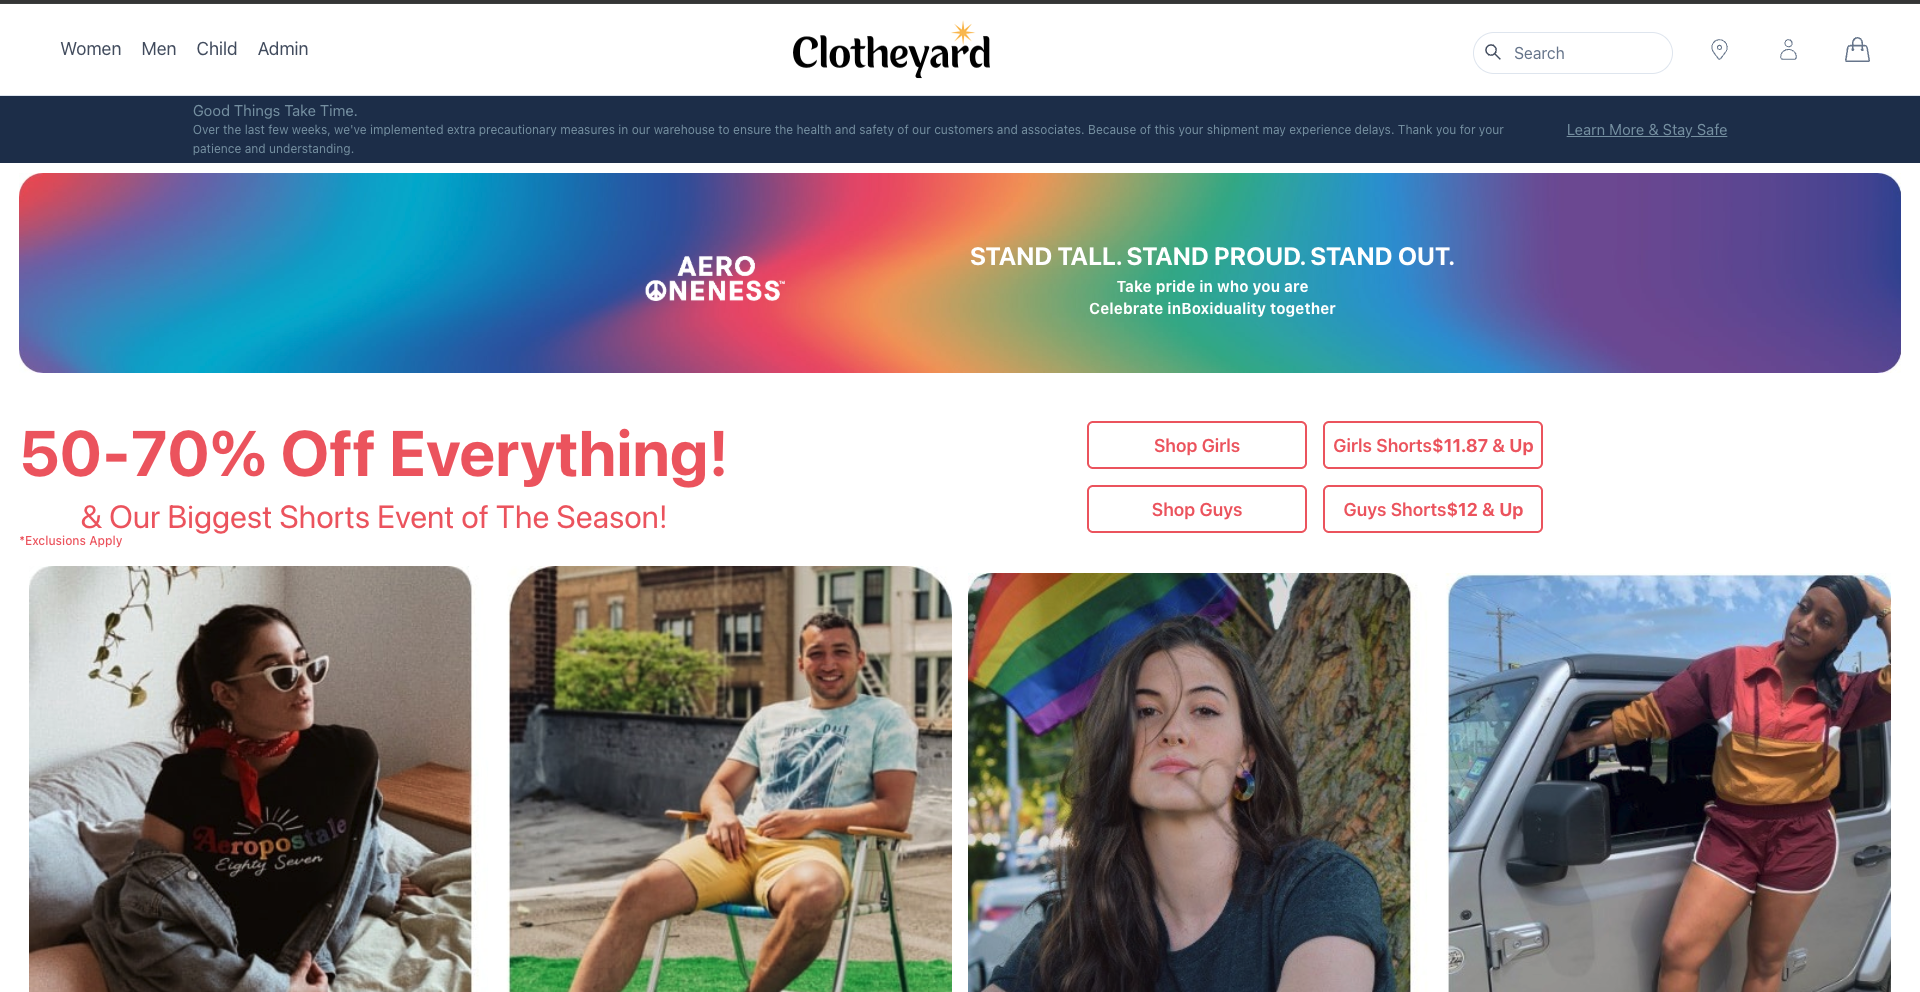 Women Men Child Admin
Clotheyard
Search
Good Things Take Time.
Over the last few weeks, we've implemented extra precautionary measures in our warehouse to ensure the health and safety of our customers and associates. Because of this your shipment may experience delays. Thank you for your
patience and understanding.
Learn More & Stay Safe
AERO
ONENESS™
STAND TALL. STAND PROUD. STAND OUT.
Take pride in who you are
Celebrate inBoxiduality together
50-70% Off Everything!
& Our Biggest Shorts Event of The Season!
*Exclusions Apply
Shop Girls
Girls Shorts$11.87 & Up
Shop Guys
Guys Shorts$12 & Up
Aeropostale
Eighty Seven